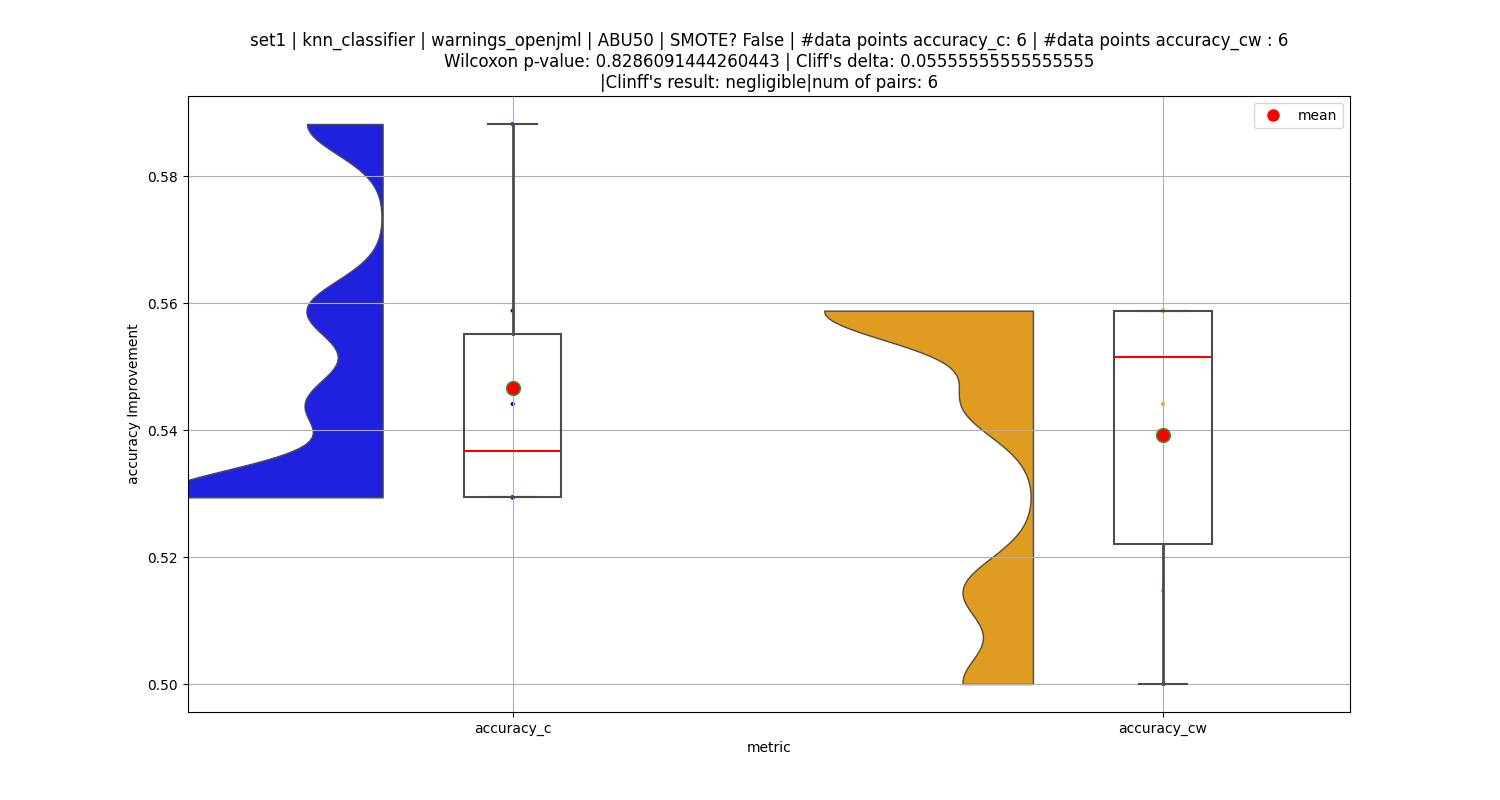 set1 | knn_classifier | warnings_openjml | ABU50 | SMOTE? False | #data points accuracy_c: 6 | #data points accuracy_cw : 6
Wilcoxon p-value: 0.8286091444260443 | Cliff's delta: 0.05555555555555555
|Clinff's result: negligible|num of pairs: 6
mean
0.58
0.56
0.54
0.52
0.50
accuracy Improvement
accuracy_c
accuracy_cw
metric